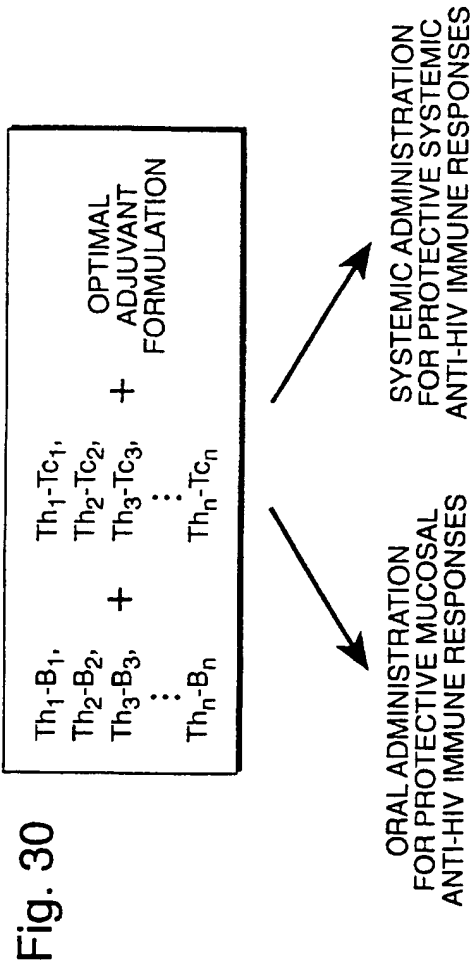 Fig. 30
Th1-B1,
Th2-B2,
Th3-B3,
⋮
Thn-Bn
+
Th1-Tc1,
Th2-Tc2,
Th3-Tc3,
⋮
Thn-Tcn
+
OPTIMAL
ADJUVANT
FORMULATION
ORAL ADMINISTRATION
FOR PROTECTIVE MUCOSAL
ANTI-HIV IMMUNE RESPONSES
SYSTEMIC ADMINISTRATION
FOR PROTECTIVE SYSTEMIC
ANTI-HIV IMMUNE RESPONSES